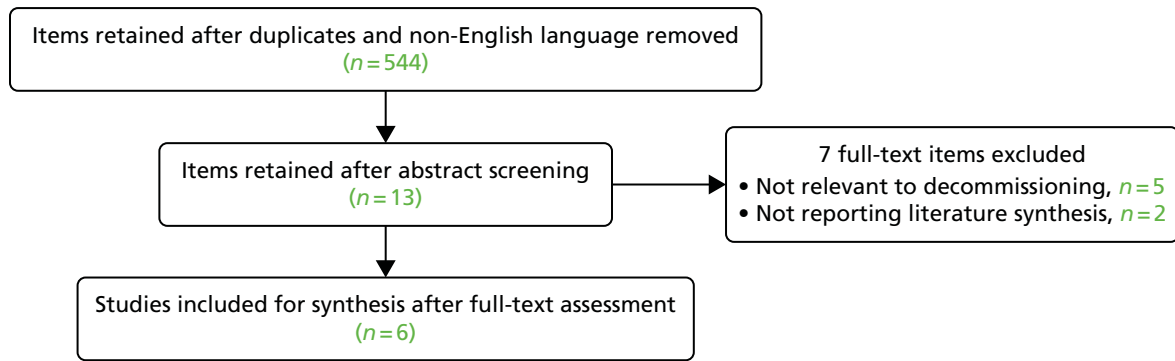 Items retained after duplicates and non-English language removed
(n=544)
Items retained after abstract screening
(n=13)
7 full-text items excluded
• Not relevant to decommissioning, n=5
• Not reporting literature synthesis, n=2
Studies included for synthesis after full-text assessment
(n=6)